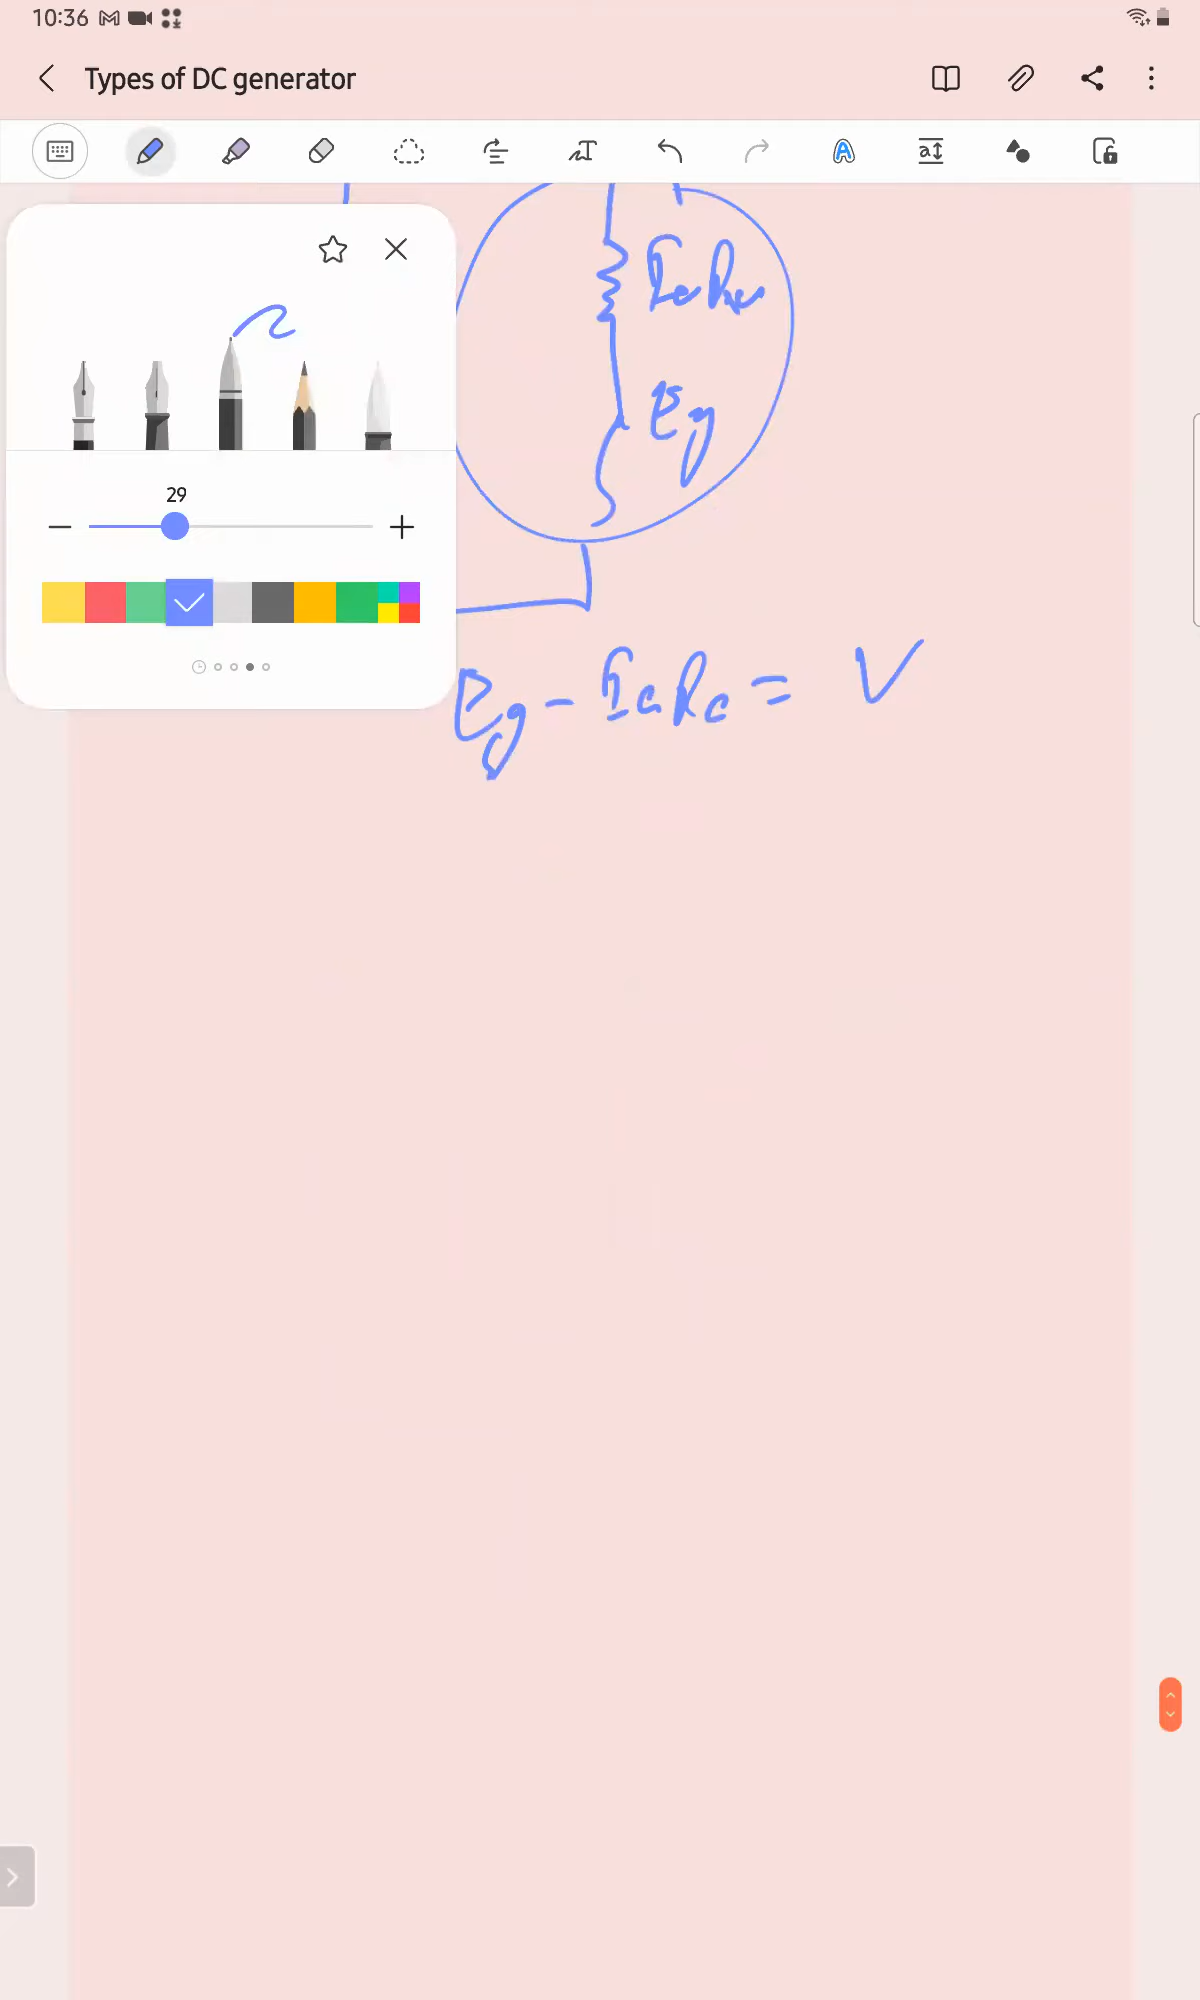 10:36
Types of DC generator
A
a
29
IaRa
Eg
Eg - IaRa = V